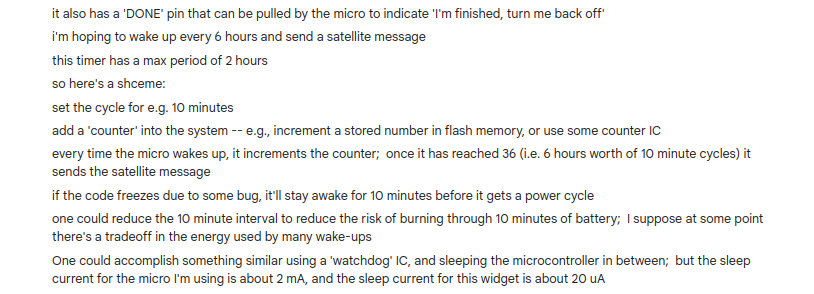 it also has a 'DONE' pin that can be pulled by the micro to indicate 'I'm finished, turn me back off'
i'm hoping to wake up every 6 hours and send a satellite message
this timer has a max period of 2 hours
so here's a shceme:
set the cycle for e.g. 10 minutes
add a 'counter' into the system -- e.g., increment a stored number in flash memory, or use some counter IC
every time the micro wakes up, it increments the counter;  once it has reached 36 (i.e. 6 hours worth of 10 minute cycles) it
sends the satellite message
if the code freezes due to some bug, it'll stay awake for 10 minutes before it gets a power cycle
one could reduce the 10 minute interval to reduce the risk of burning through 10 minutes of battery;  I suppose at some point
there's a tradeoff in the energy used by many wake-ups
One could accomplish something similar using a 'watchdog' IC, and sleeping the microcontroller in between;  but the sleep
current for the micro I'm using is about 2 mA, and the sleep current for this widget is about 20 uA